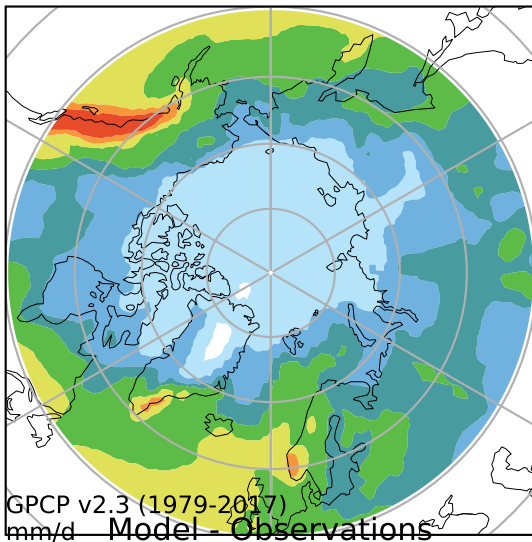 GPCP v2.3 (1979-2017)
mm/d
Model - Observations